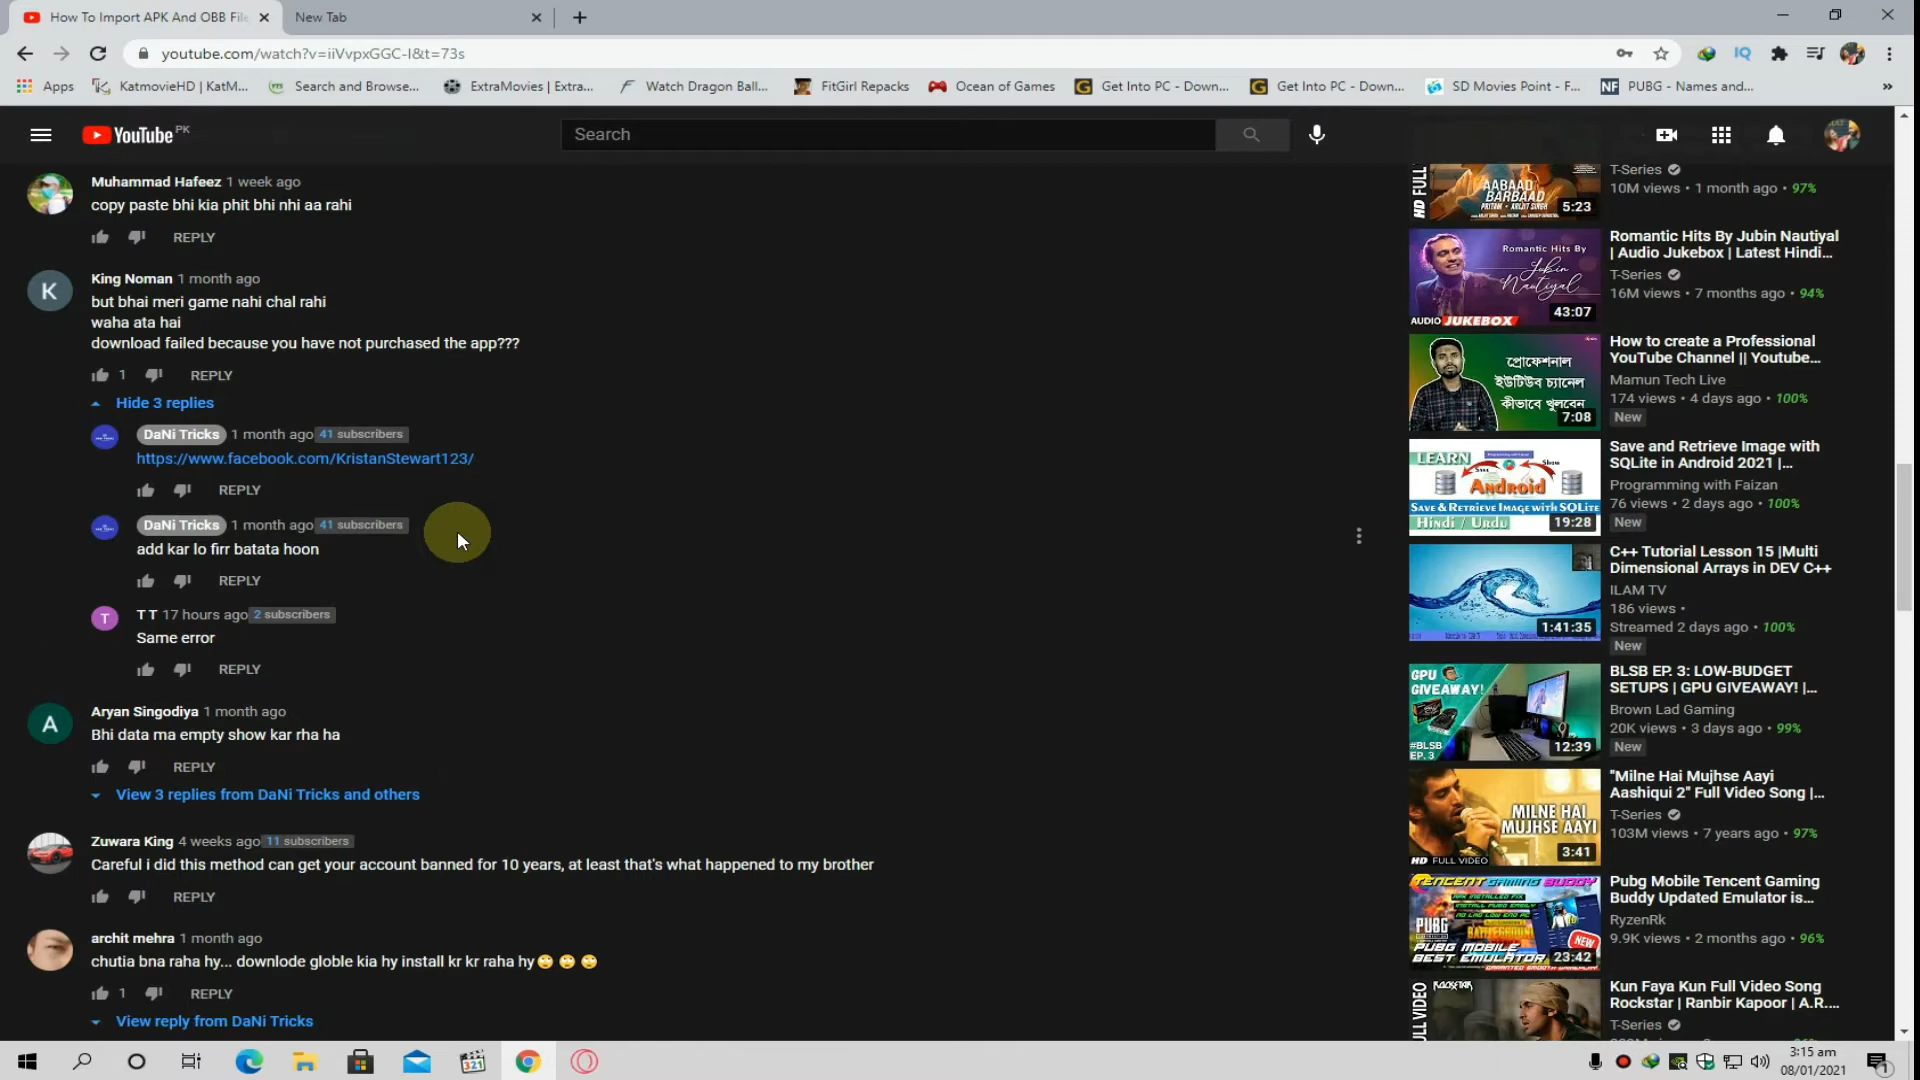 How To Import APK And OBB File
New Tab
youtube.com/watch?v=iiVvpxGGC-I&t=73s
IQ
Apps
KatmovieHD | KatM...
Search and Browse...
ExtraMovies | Extra...
Watch Dragon Ball...
FitGirl Repacks
Ocean of Games
Get Into PC - Down...
Get Into PC - Down...
SD Movies Point - F...
NF
PUBG - Names and...
YouTube PK
Search
Muhammad Hafeez 1 week ago
copy paste bhi kia phit bhi nhi aa rahi
REPLY
K
King Noman 1 month ago
but bhai meri game nahi chal rahi
waha ata hai
download failed because you have not purchased the app???
1 REPLY
Hide 3 replies
DaNi Tricks 1 month ago 41 subscribers
https://www.facebook.com/KristanStewart123/
REPLY
DaNi Tricks 1 month ago 41 subscribers
add kar lo firr batata hoon
REPLY
T
T T 17 hours ago 2 subscribers
Same error
REPLY
A
Aryan Singodiya 1 month ago
Bhi data ma empty show kar rha ha
REPLY
View 3 replies from DaNi Tricks and others
Zuwara King 4 weeks ago 11 subscribers
Careful i did this method can get your account banned for 10 years, at least that's what happened to my brother
REPLY
archit mehra 1 month ago
chutia bna raha hy... downlode globle kia hy install kr kr raha hy🙄 🙄 🙄
1 REPLY
View reply from DaNi Tricks
HD FULL
AABAAD
BARBAAD
5:23
T-Series
10M views • 1 month ago • 97%
Romantic Hits By
Jubin
Nautiyal
AUDIO JUKEBOX
43:07
Romantic Hits By Jubin Nautiyal
| Audio Jukebox | Latest Hindi...
T-Series
16M views • 7 months ago • 94%
প্রোফেশনাল
ইউটিউব চ্যানেল
কীভাবে খুলবেন
7:08
How to create a Professional
YouTube Channel || Youtube...
Mamun Tech Live
174 views • 4 days ago • 100%
New
LEARN
Save
Show
Android
Save & Retrieve Image with SQLite
Hindi / Urdu
19:28
Save and Retrieve Image with
SQLite in Android 2021 |...
Programming with Faizan
76 views • 2 days ago • 100%
New
1:41:35
C++ Tutorial Lesson 15 |Multi
Dimensional Arrays in DEV C++
ILAM TV
186 views •
Streamed 2 days ago • 100%
New
GPU
GIVEAWAY!
#BLSB
EP. 3
12:39
BLSB EP. 3: LOW-BUDGET
SETUPS | GPU GIVEAWAY! |...
Brown Lad Gaming
20K views • 3 days ago • 99%
New
MILNE HAI
MUJHSE AAYI
HD FULL VIDEO
3:41
"Milne Hai Mujhse Aayi
Aashiqui 2" Full Video Song |...
T-Series
103M views • 7 years ago • 97%
TENCENT GAMING BUDDY
PUBG
NEW
PUBG MOBILE
BEST EMULATOR
23:42
Pubg Mobile Tencent Gaming
Buddy Updated Emulator is...
RyzenRk
9.9K views • 2 months ago • 96%
FULL VIDEO
ROCKSTAR
Kun Faya Kun Full Video Song
Rockstar | Ranbir Kapoor | A.R....
T-Series
321
3:15 am
08/01/2021
1